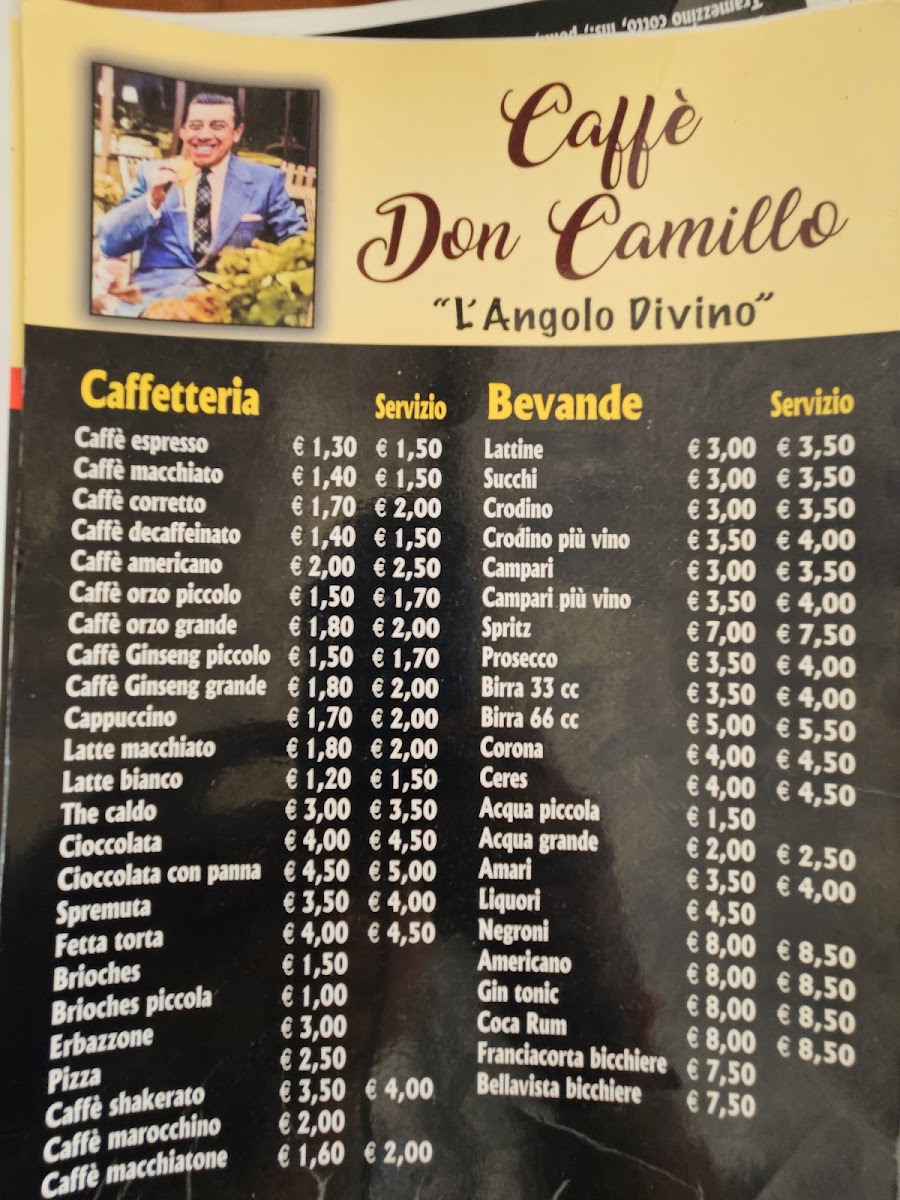 Tramezzino cotto, ins., pom.
Caffè
Don Camillo
“L'Angolo Divino”
Caffetteria Servizio
Caffè espresso € 1,30 € 1,50
Caffè macchiato € 1,40 € 1,50
Caffè corretto € 1,70 € 2,00
Caffè decaffeinato € 1,40 € 1,50
Caffè americano € 2,00 € 2,50
Caffè orzo piccolo € 1,50 € 1,70
Caffè orzo grande € 1,80 € 2,00
Caffè Ginseng piccolo € 1,50 € 1,70
Caffè Ginseng grande € 1,80 € 2,00
Cappuccino € 1,70 € 2,00
Latte macchiato € 1,80 € 2,00
Latte bianco € 1,20 € 1,50
The caldo € 3,00 € 3,50
Cioccolata € 4,00 € 4,50
Cioccolata con panna € 4,50 € 5,00
Spremuta € 3,50 € 4,00
Fetta torta € 4,00 € 4,50
Brioches € 1,50
Brioches piccola € 1,00
Erbazzone € 3,00
Pizza € 2,50
Caffè shakerato € 3,50 € 4,00
Caffè marocchino € 2,00
Caffè macchiatone € 1,60 € 2,00
Bevande Servizio
Lattine € 3,00 € 3,50
Succhi € 3,00 € 3,50
Crodino € 3,00 € 3,50
Crodino più vino € 3,50 € 4,00
Campari € 3,00 € 3,50
Campari più vino € 3,50 € 4,00
Spritz € 7,00 € 7,50
Prosecco € 3,50 € 4,00
Birra 33 cc € 3,50 € 4,00
Birra 66 cc € 5,00 € 5,50
Corona € 4,00 € 4,50
Ceres € 4,00 € 4,50
Acqua piccola € 1,50
Acqua grande € 2,00 € 2,50
Amari € 3,50 € 4,00
Liquori € 4,50
Negroni € 8,00 € 8,50
Americano € 8,00 € 8,50
Gin tonic € 8,00 € 8,50
Coca Rum € 8,00 € 8,50
Franciacorta bicchiere € 7,50
Bellavista bicchiere € 7,50